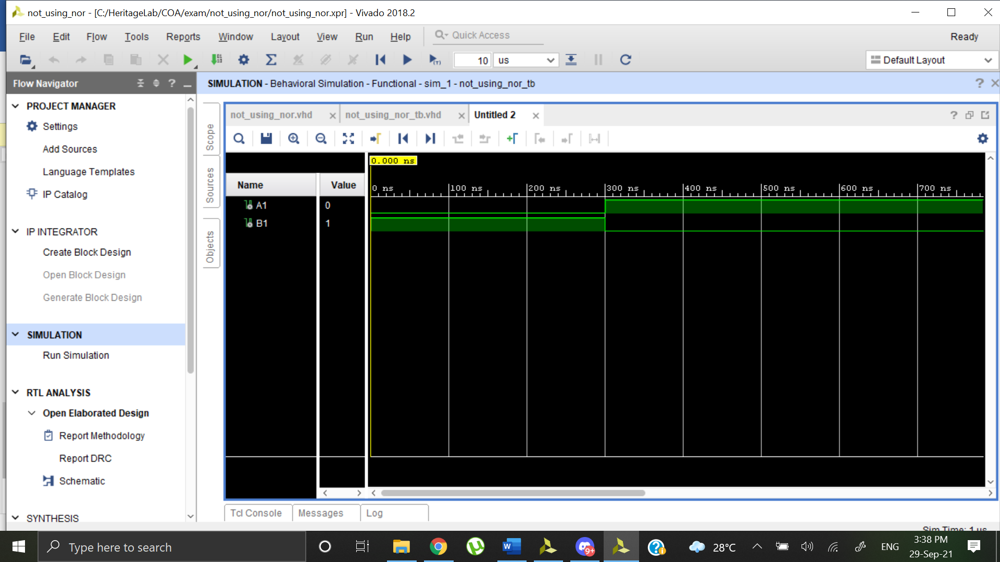 not_using_nor - [C:/HeritageLab/COA/exam/not_using_nor/not_using_nor.xpr] - Vivado 2018.2
File Edit Flow Tools Reports Window Layout View Run Help Quick Access Ready
10 us Default Layout
Flow Navigator ? SIMULATION - Behavioral Simulation - Functional - sim_1 - not_using_nor_tb ?
PROJECT MANAGER
Settings
Add Sources
Language Templates
IP Catalog
IP INTEGRATOR
Create Block Design
Open Block Design
Generate Block Design
SIMULATION
Run Simulation
RTL ANALYSIS
Open Elaborated Design
Report Methodology
Report DRC
Schematic
SYNTHESIS
Scope
Sources
Objects
not_using_nor.vhd not_using_nor_tb.vhd Untitled 2 ?
0.000 ns
Name Value
0 ns 100 ns 200 ns 300 ns 400 ns 500 ns 600 ns 700 ns
A1 0
B1 1
Tcl Console Messages Log
Sim Time: 1 us
Type here to search 9+ 28°C ENG 3:38 PM
29-Sep-21